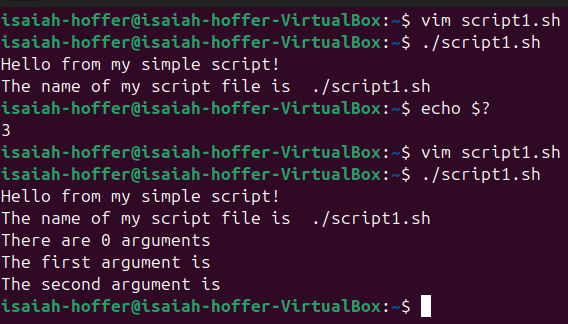 isaiah-hoffer@isaiah-hoffer-VirtualBox:~$ vim script1.sh
isaiah-hoffer@isaiah-hoffer-VirtualBox:~$ ./script1.sh
Hello from my simple script!
The name of my script file is  ./script1.sh
isaiah-hoffer@isaiah-hoffer-VirtualBox:~$ echo $?
3
isaiah-hoffer@isaiah-hoffer-VirtualBox:~$ vim script1.sh
isaiah-hoffer@isaiah-hoffer-VirtualBox:~$ ./script1.sh
Hello from my simple script!
The name of my script file is  ./script1.sh
There are 0 arguments
The first argument is
The second argument is
isaiah-hoffer@isaiah-hoffer-VirtualBox:~$